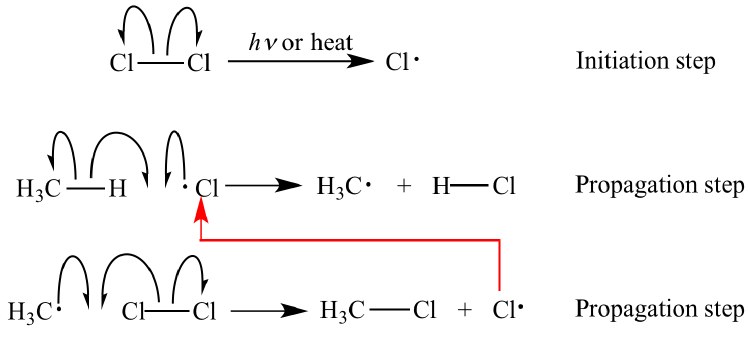 Cl Cl hν or heat Cl· Initiation step
H₃C H ·Cl H₃C· + H Cl Propagation step
H₃C· Cl Cl H₃C Cl + Cl· Propagation step